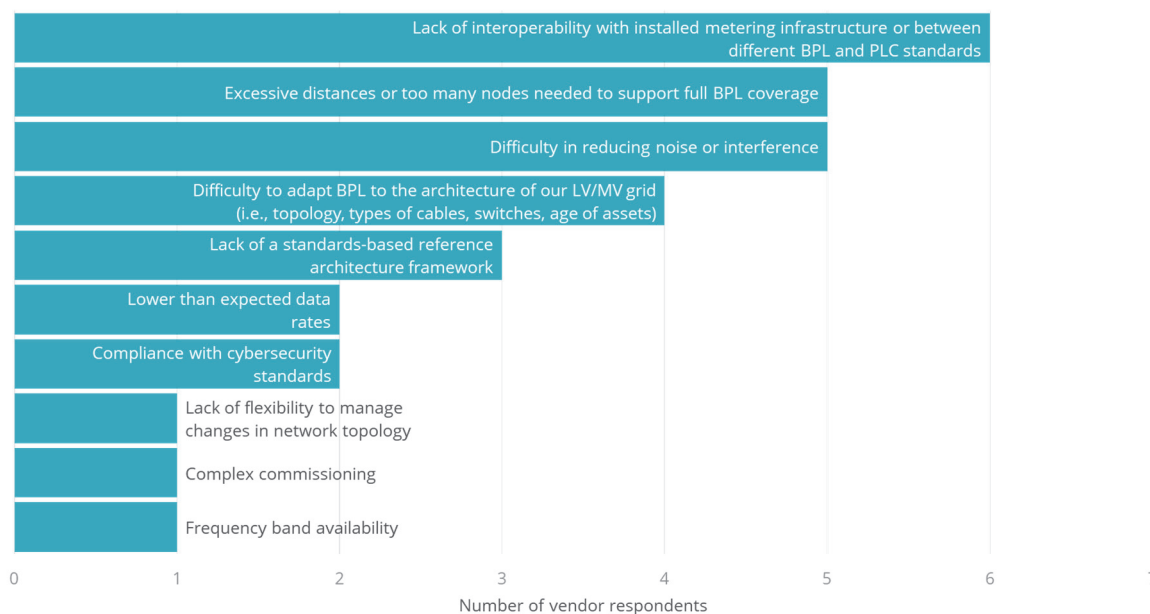 Lack of interoperability with installed metering infrastructure or between
different BPL and PLC standards
Excessive distances or too many nodes needed to support full BPL coverage
Difficulty in reducing noise or interference
Difficulty to adapt BPL to the architecture of our LV/MV grid
(i.e., topology, types of cables, switches, age of assets)
Lack of a standards-based reference
architecture framework
Lower than expected data
rates
Compliance with cybersecurity
standards
Lack of flexibility to manage
changes in network topology
Complex commissioning
Frequency band availability
0 1 2 3 4 5 6
Number of vendor respondents